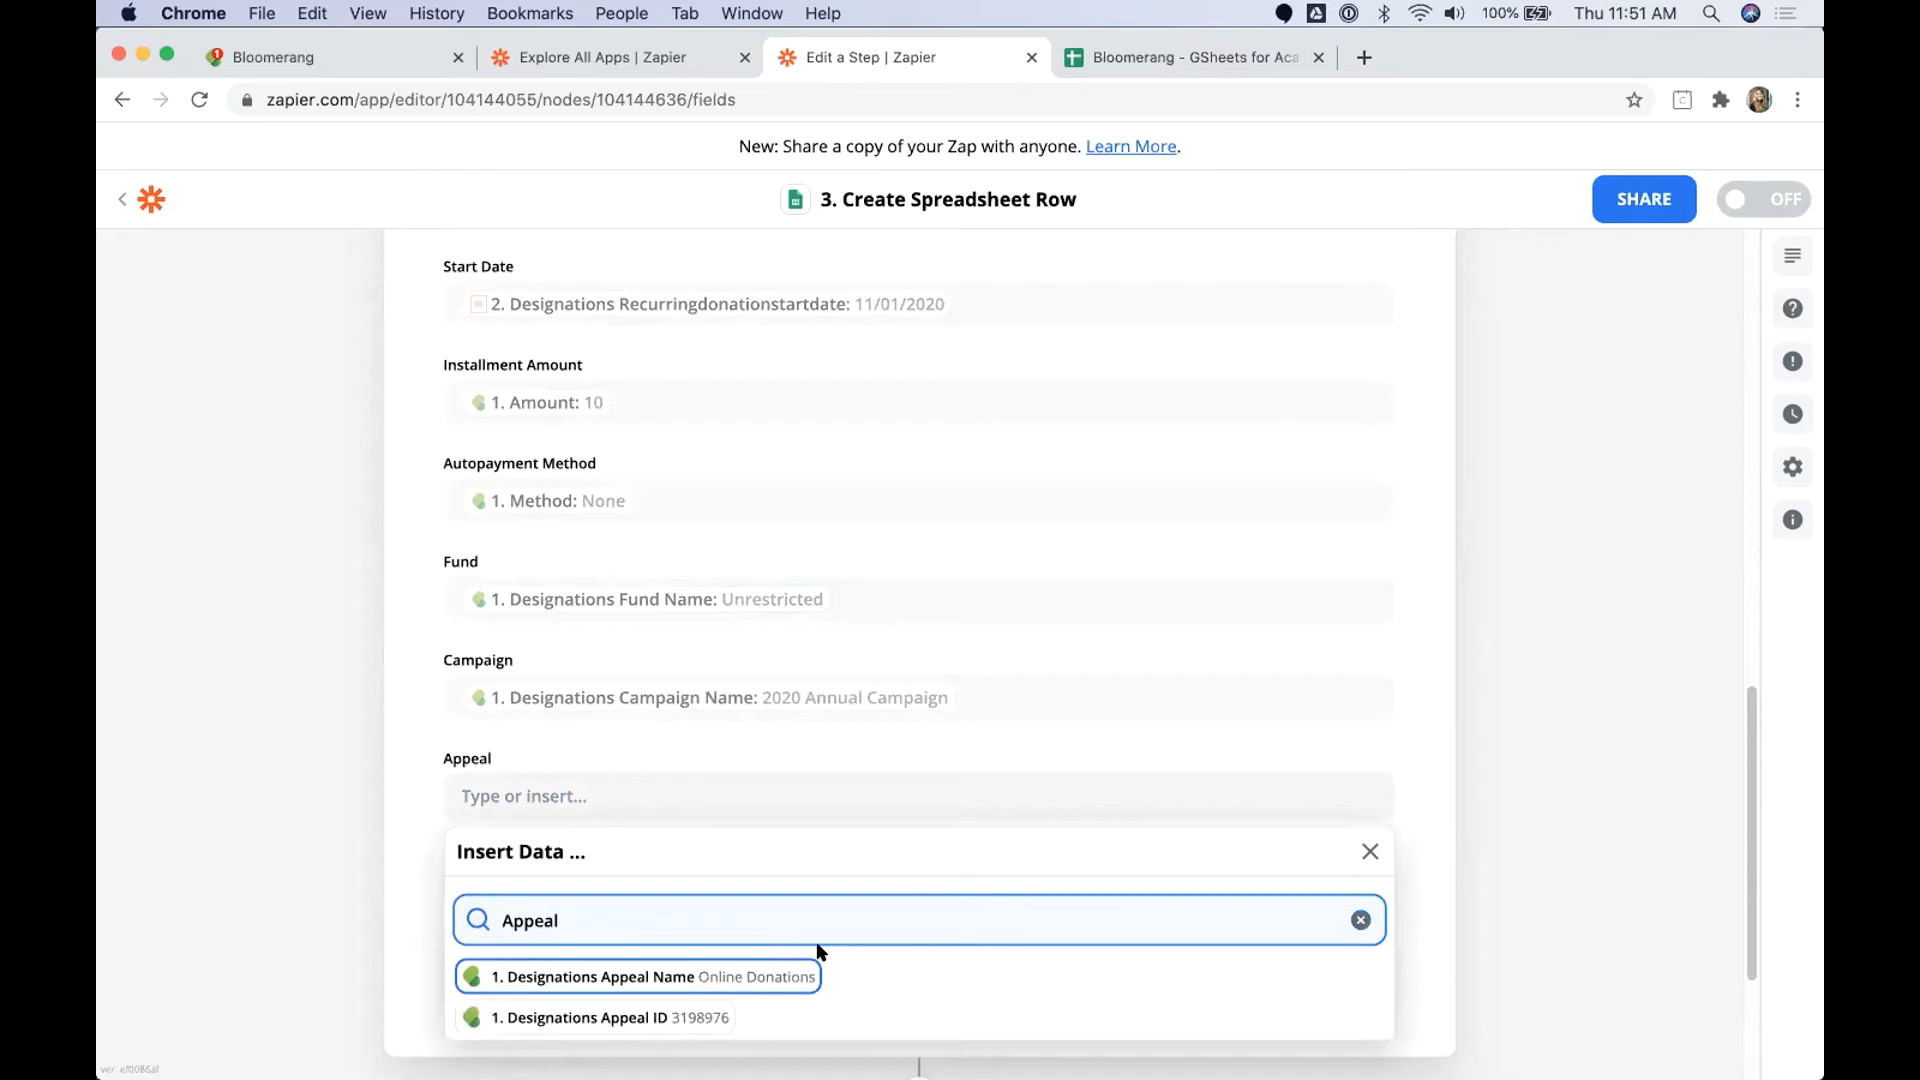 Chrome File Edit View History Bookmarks People Tab Window Help 100% Thu 11:51 AM
Bloomerang Explore All Apps | Zapier Edit a Step | Zapier Bloomerang - GSheets for Aca
zapier.com/app/editor/104144055/nodes/104144636/fields
New: Share a copy of your Zap with anyone. Learn More.
3. Create Spreadsheet Row SHARE OFF
Start Date
2. Designations Recurringdonationstartdate: 11/01/2020
Installment Amount
1. Amount: 10
Autopayment Method
1. Method: None
Fund
1. Designations Fund Name: Unrestricted
Campaign
1. Designations Campaign Name: 2020 Annual Campaign
Appeal
Type or insert...
Insert Data ...
Appeal
1. Designations Appeal Name Online Donations
1. Designations Appeal ID 3198976